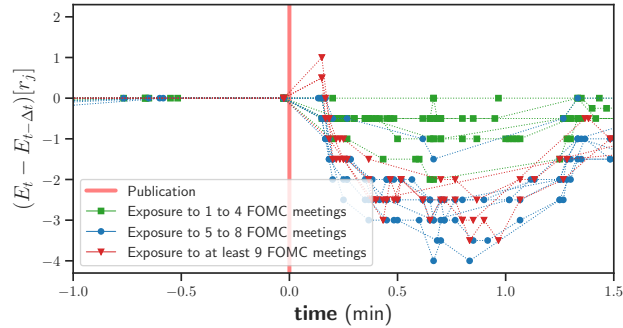 2
1
0
−1
−2
−3
−4
(E_t − E_{t−Δt})[r_j]
Publication
Exposure to 1 to 4 FOMC meetings
Exposure to 5 to 8 FOMC meetings
Exposure to at least 9 FOMC meetings
−1.0 −0.5 0.0 0.5 1.0 1.5
time (min)